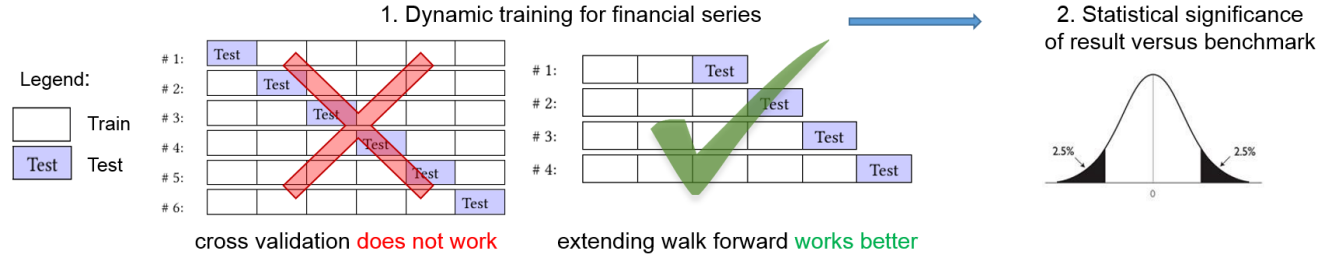 1. Dynamic training for financial series
2. Statistical significance
of result versus benchmark
Legend:
Train
Test Test
# 1: Test
# 2: Test
# 3: Test
# 4: Test
# 5: Test
# 6: Test
cross validation does not work
# 1: Test
# 2: Test
# 3: Test
# 4: Test
extending walk forward works better
2.5% 2.5%
0